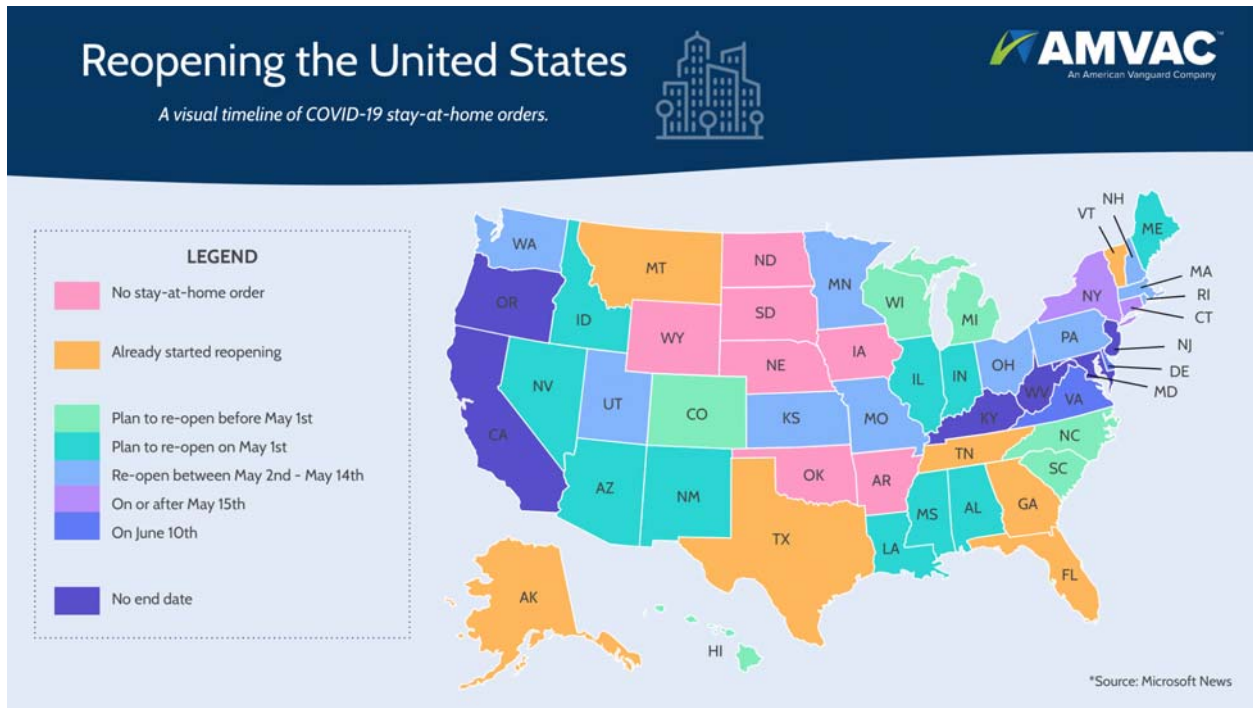 Reopening the United States
A visual timeline of COVID-19 stay-at-home orders.
AMVAC™
An American Vanguard Company
LEGEND
No stay-at-home order
Already started reopening
Plan to re-open before May 1st
Plan to re-open on May 1st
Re-open between May 2nd - May 14th
On or after May 15th
On June 10th
No end date
NH
VT
ME
WA
MT
ND
MN
OR
ID
WY
SD
WI
MI
NY
MA
RI
CT
NV
UT
CO
NE
IA
IL
IN
OH
PA
NJ
DE
MD
CA
KS
MO
KY
WV
VA
AZ
NM
OK
AR
TN
NC
SC
TX
LA
MS
AL
GA
FL
AK
HI
*Source: Microsoft News